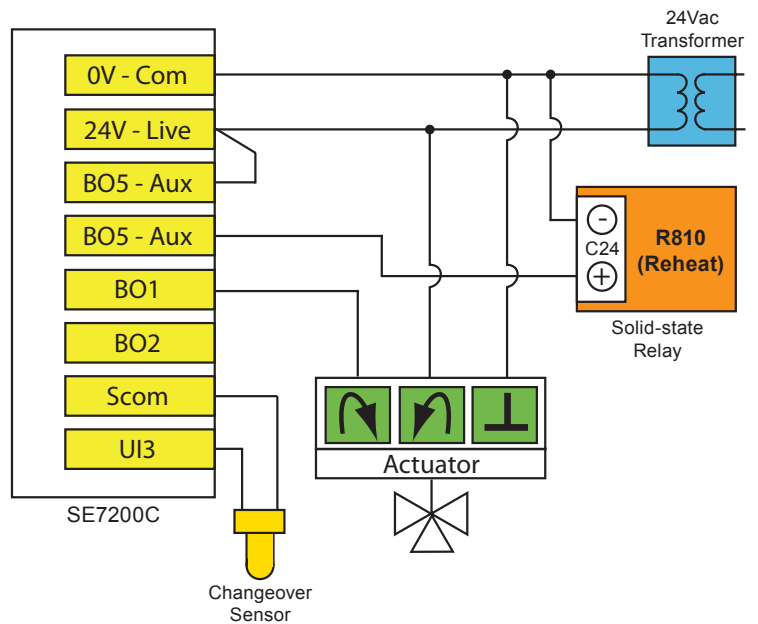 24Vac
Transformer
0V - Com
24V - Live
BO5 - Aux
BO5 - Aux
BO1
BO2
Scom
UI3
SE7200C
-
C24
+
R810
(Reheat)
Solid-state
Relay
Actuator
Changeover
Sensor